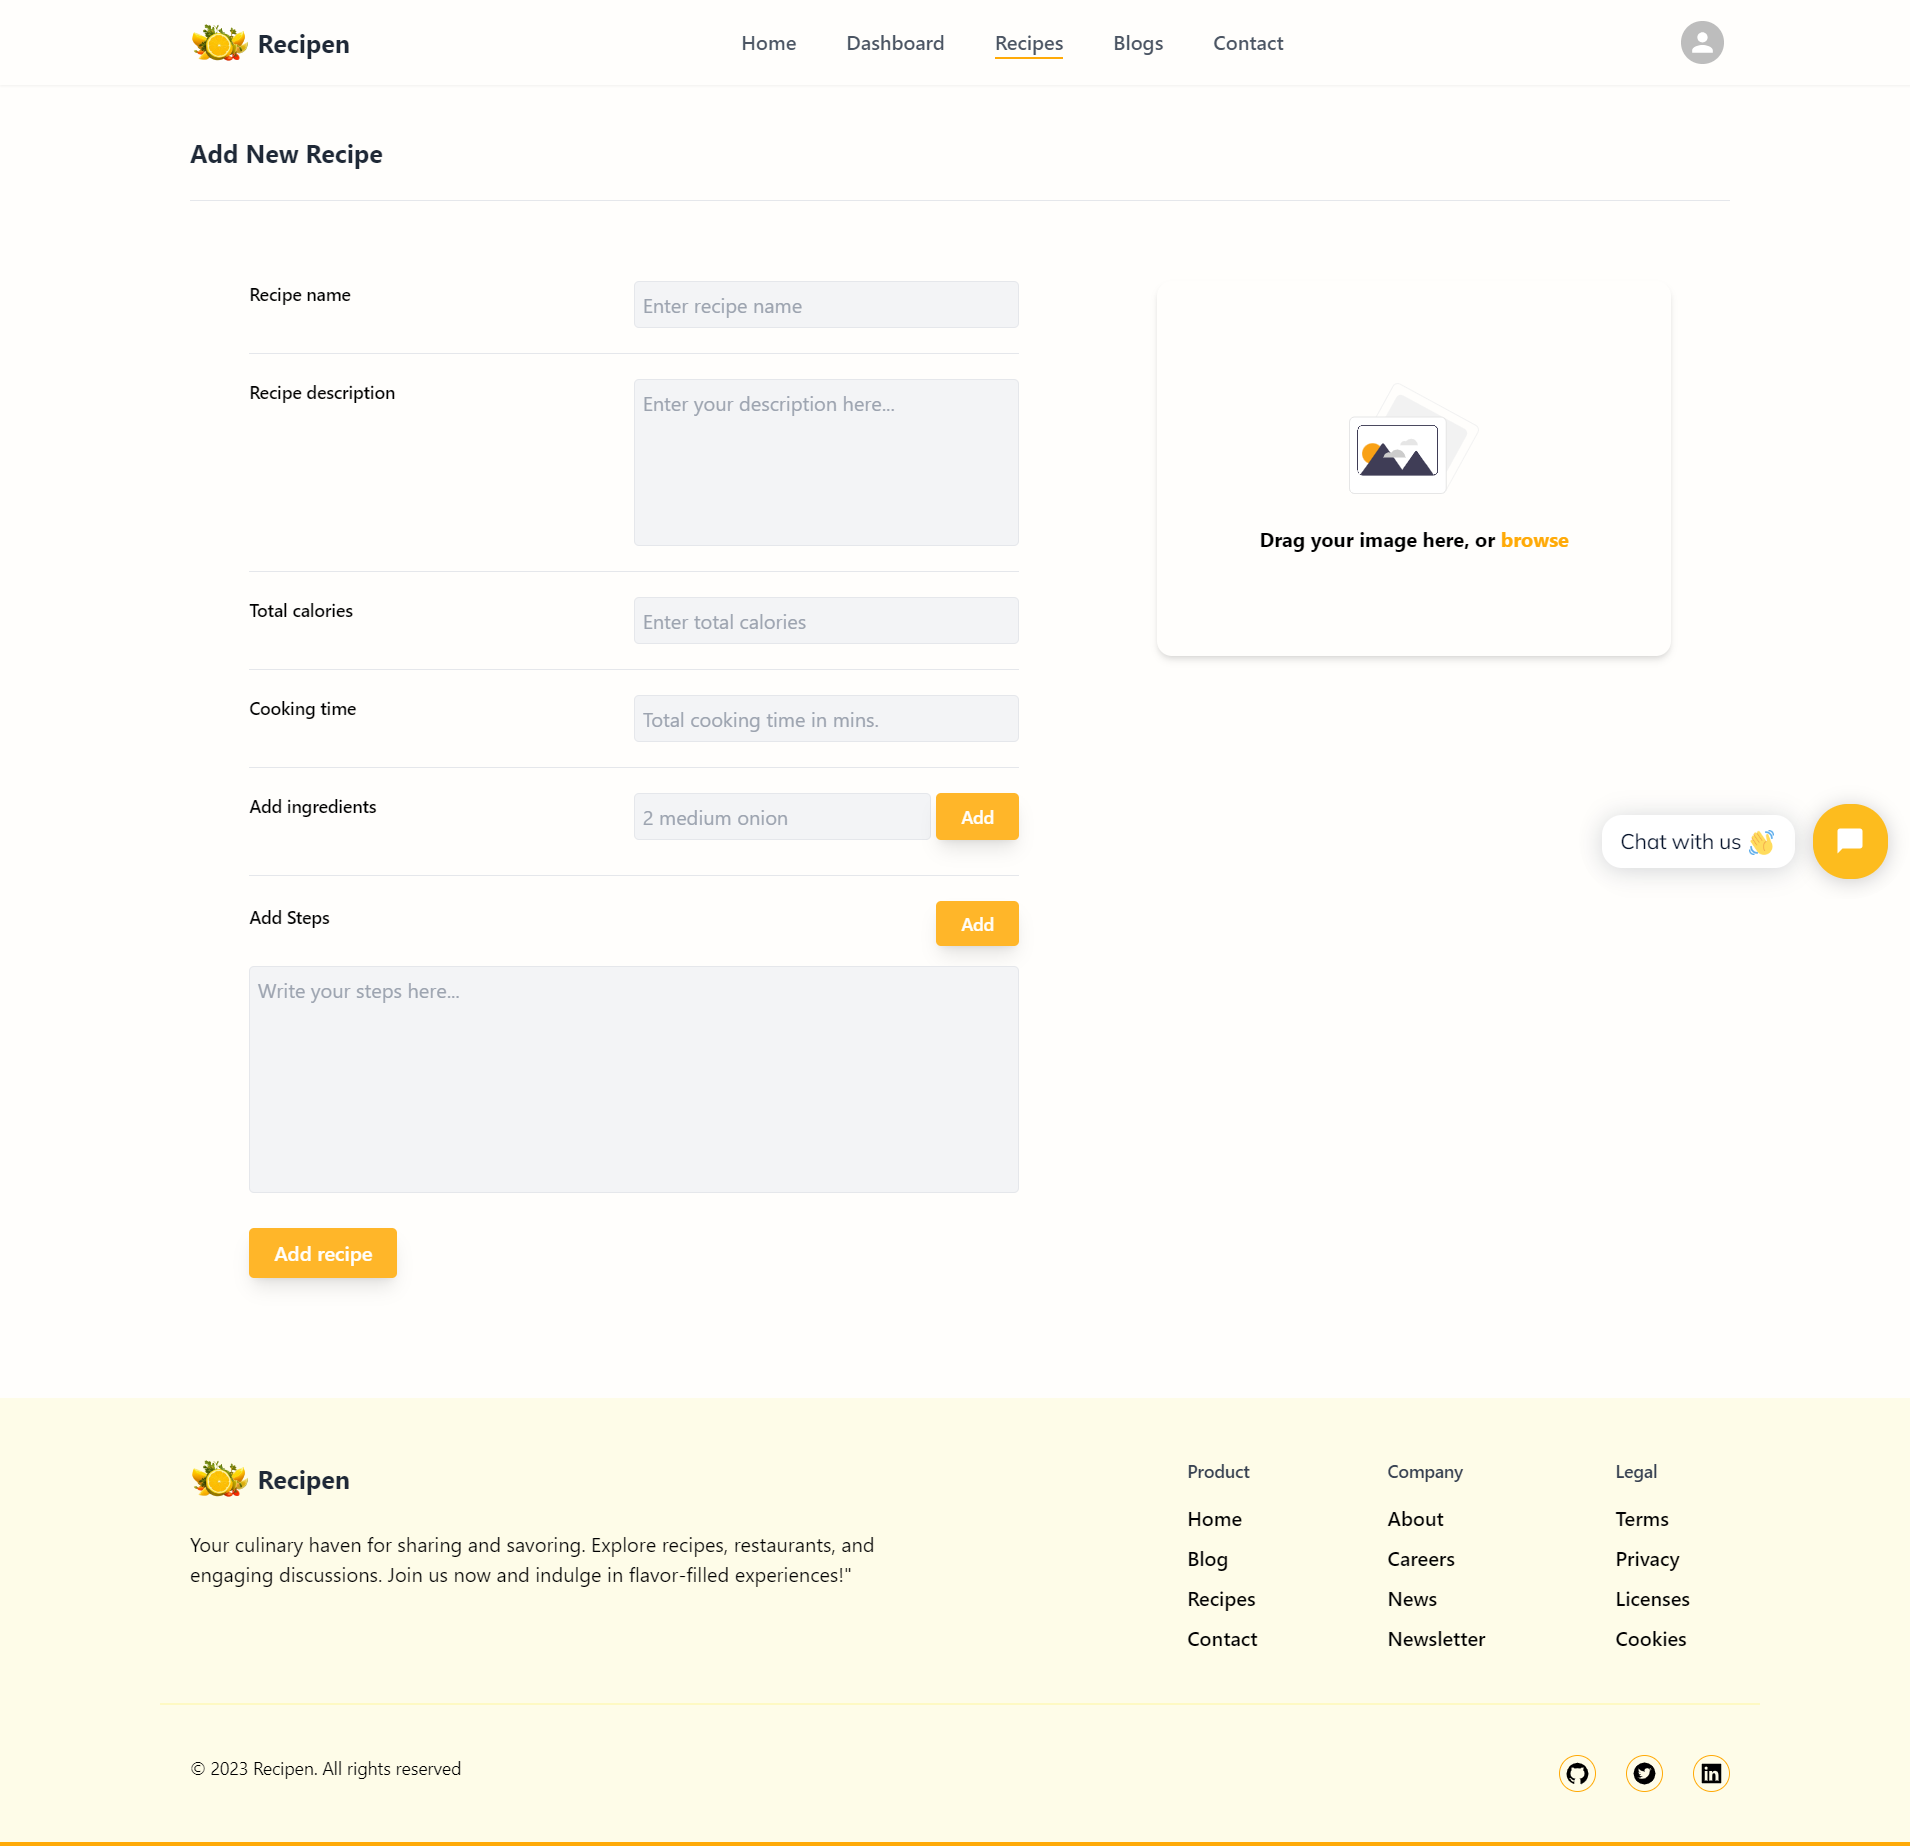 Recipen
Home
Dashboard
Recipes
Blogs
Contact
Add New Recipe
Recipe name
Enter recipe name
Recipe description
Enter your description here...
Total calories
Enter total calories
Cooking time
Total cooking time in mins.
Add ingredients
2 medium onion
Add
Add Steps
Add
Write your steps here...
Add recipe
Drag your image here, or browse
Chat with us 👋
Recipen
Your culinary haven for sharing and savoring. Explore recipes, restaurants, and
engaging discussions. Join us now and indulge in flavor-filled experiences!"
Product
Home
Blog
Recipes
Contact
Company
About
Careers
News
Newsletter
Legal
Terms
Privacy
Licenses
Cookies
© 2023 Recipen. All rights reserved
in